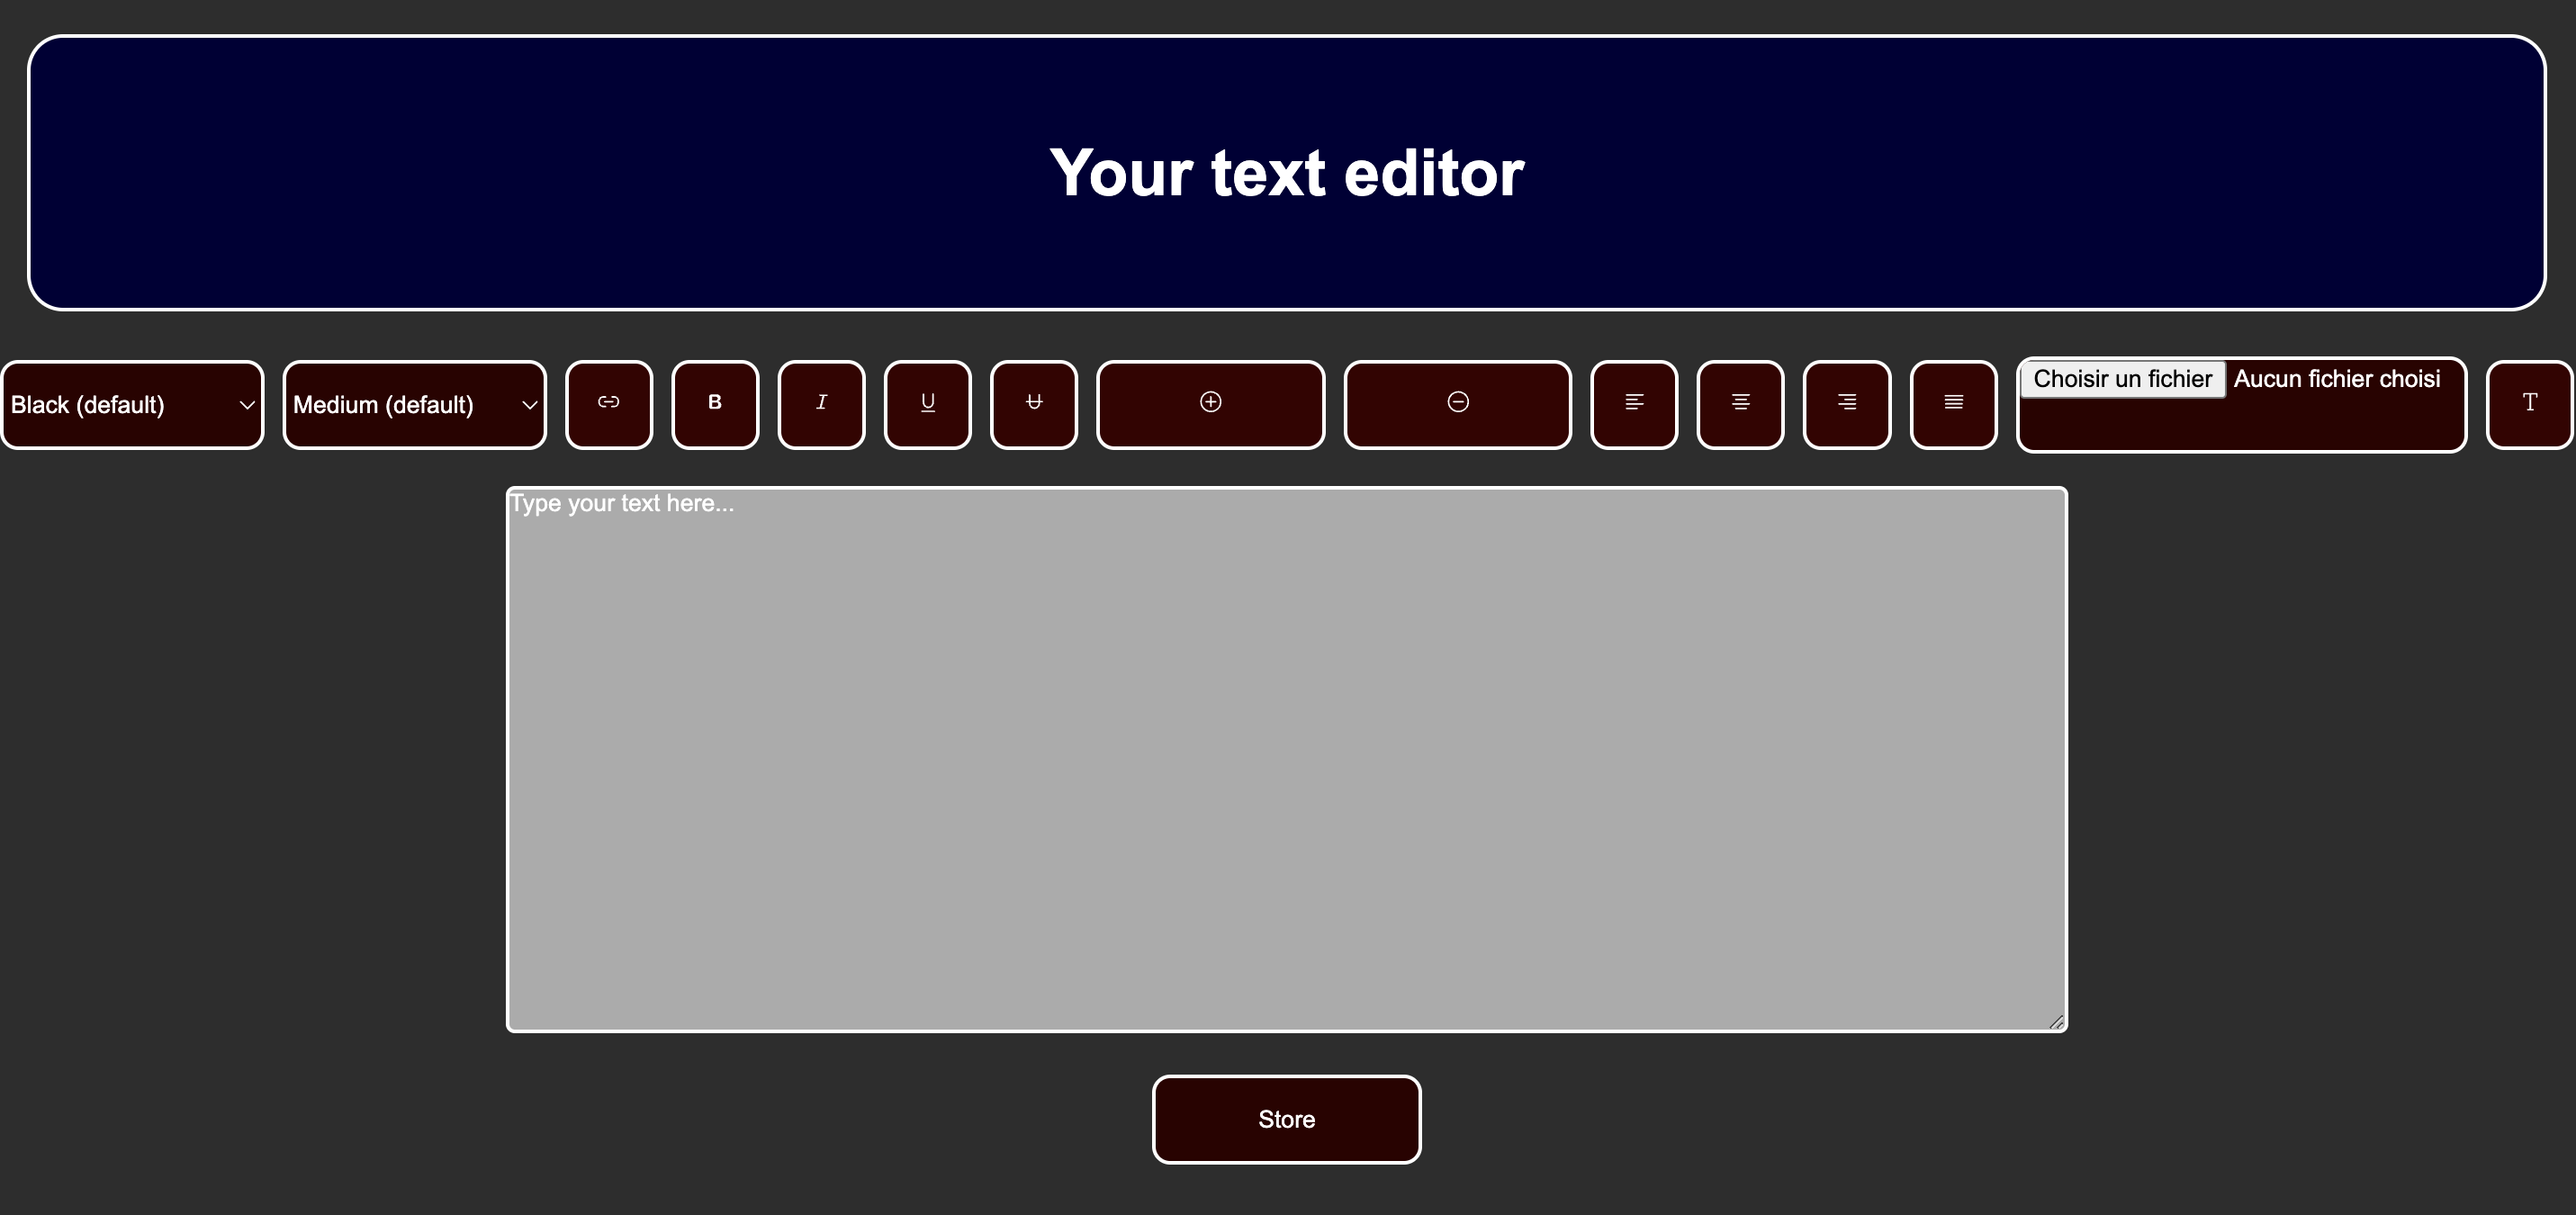 Your text editor
Black (default)
Medium (default)
B
I
U
Choisir un fichier Aucun fichier choisi
T
Type your text here...
Store